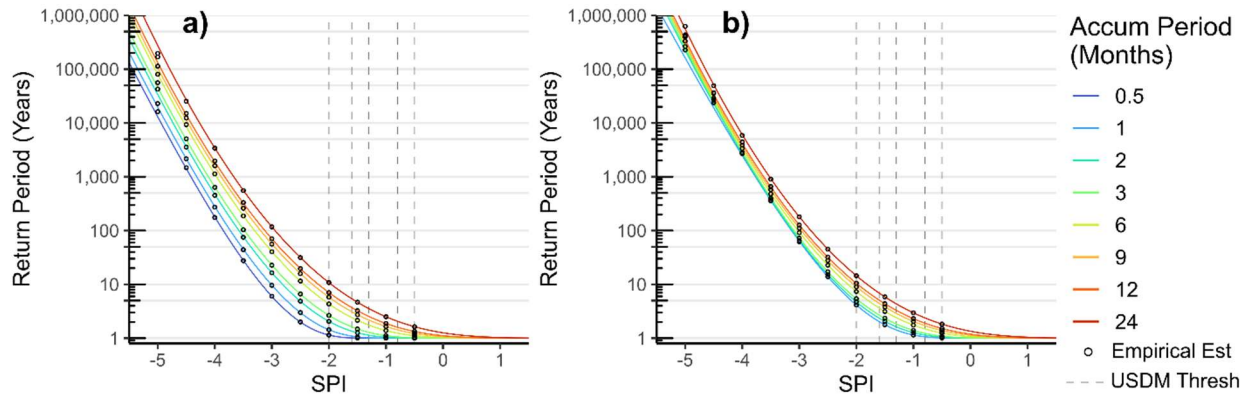 a)
Return Period (Years)
1,000,000
100,000
10,000
1,000
100
10
1
-5 -4 -3 -2 -1 0 1
SPI
b)
Return Period (Years)
1,000,000
100,000
10,000
1,000
100
10
1
-5 -4 -3 -2 -1 0 1
SPI
Accum Period
(Months)
0.5
1
2
3
6
9
12
24
Empirical Est
USDM Thresh